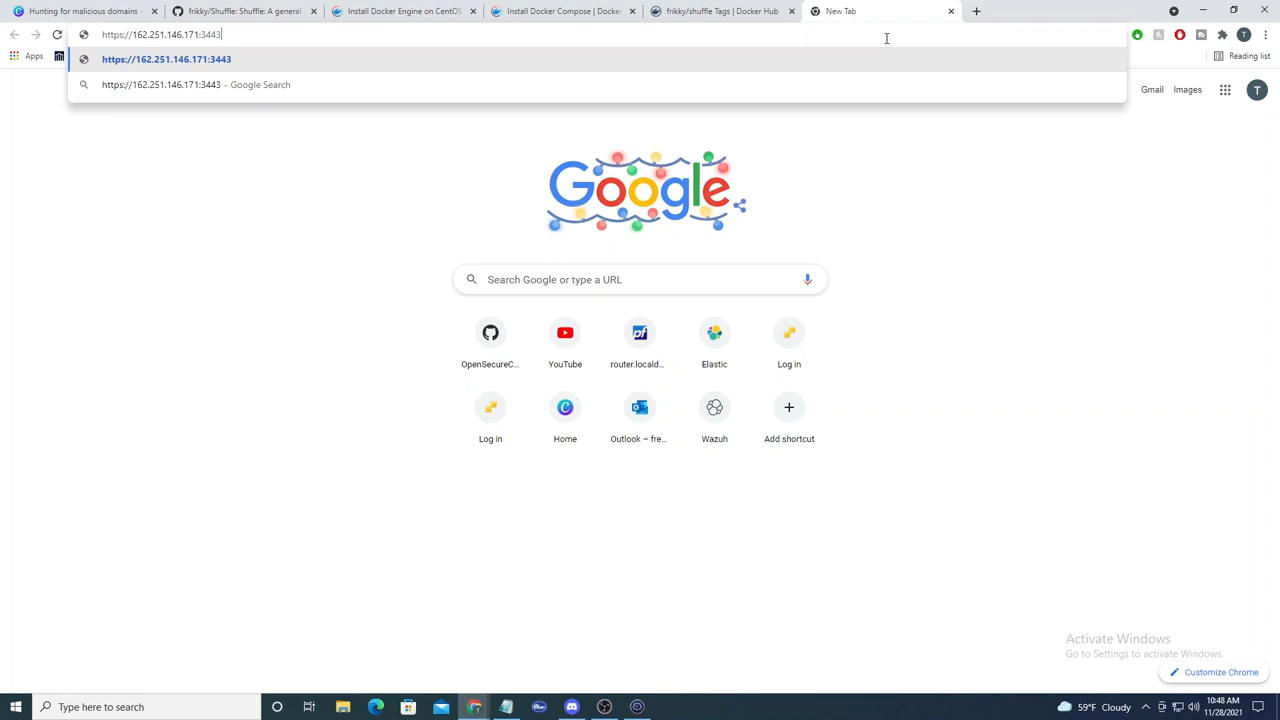 Hunting for malicious domains –
frikky/Shuffle: Shuffle: A general
Install Docker Engine on CentOS
Install Docker Compose | Docker
frikky/shuffle Tags | Docker Hub
New Tab
https://162.251.146.171:3443
Apps
Reading list
https://162.251.146.171:3443
https://162.251.146.171:3443 - Google Search
Gmail
Images
T
Google
Search Google or type a URL
OpenSecureC...
YouTube
router.locald...
Elastic
Log in
Log in
Home
Outlook – fre...
Wazuh
Add shortcut
Activate Windows
Go to Settings to activate Windows.
Customize Chrome
Type here to search
59°F Cloudy
10:48 AM
11/28/2021